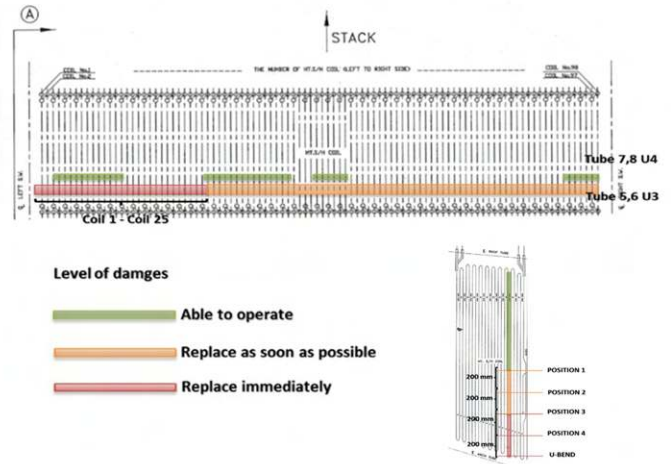 A
STACK
COIL No.1
COIL No.2
THE NUMBER OF HT.S/H COIL (LEFT TO RIGHT SIDE)
COIL No.98
COIL No.97
HT.S/H COIL
Tube 7,8 U4
Tube 5,6 U3
Coil 1 - Coil 25
Level of damges
Able to operate
Replace as soon as possible
Replace immediately
POSITION 1
200 mm
POSITION 2
200 mm
POSITION 3
200 mm
POSITION 4
200 mm
U-BEND